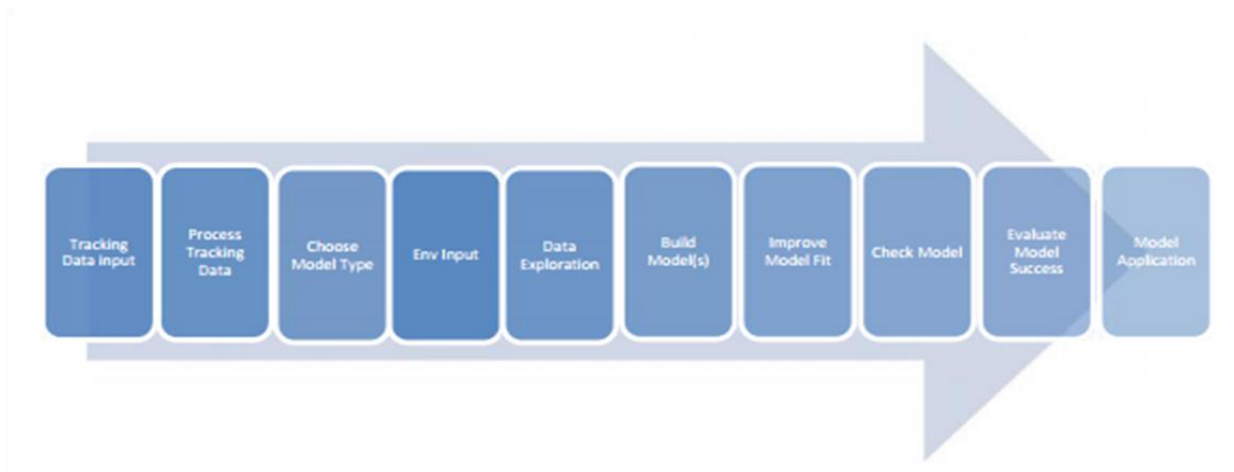 Tracking
Data input
Process
Tracking
Data
Choose
Model Type
Env Input
Data
Exploration
Build
Model(s)
Improve
Model Fit
Check Model
Evaluate
Model
Success
Model
Application